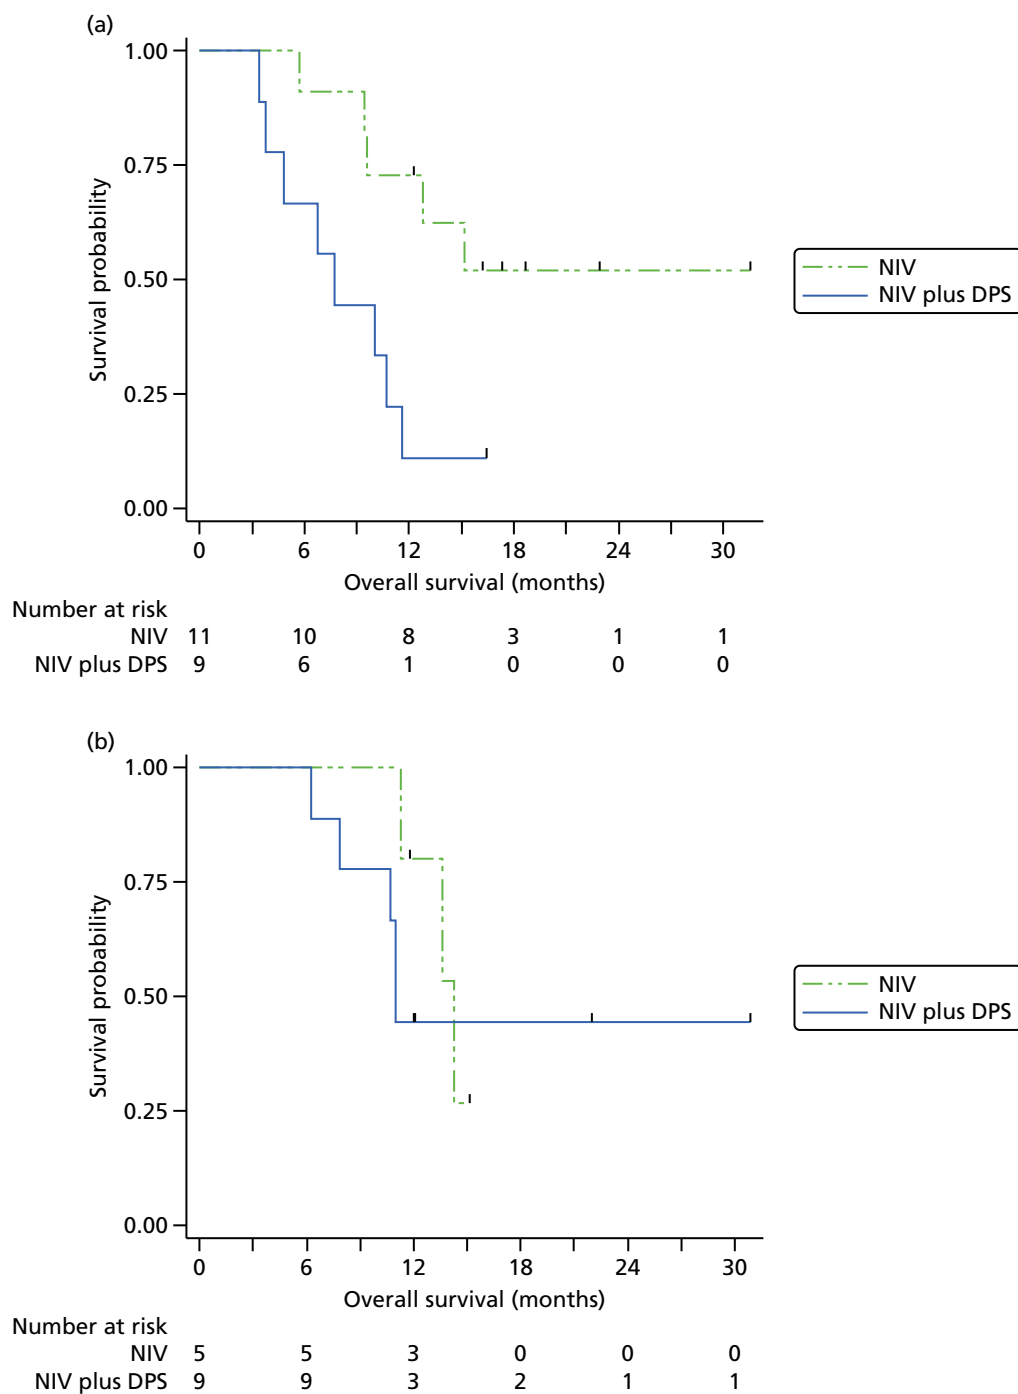 (a)
1.00
0.75
0.50
0.25
0.00
Survival probability
0 6 12 18 24 30
Overall survival (months)
NIV
NIV plus DPS
Number at risk
NIV 11 10 8 3 1 1
NIV plus DPS 9 6 1 0 0 0
(b)
1.00
0.75
0.50
0.25
0.00
Survival probability
0 6 12 18 24 30
Overall survival (months)
NIV
NIV plus DPS
Number at risk
NIV 5 5 3 0 0 0
NIV plus DPS 9 9 3 2 1 1